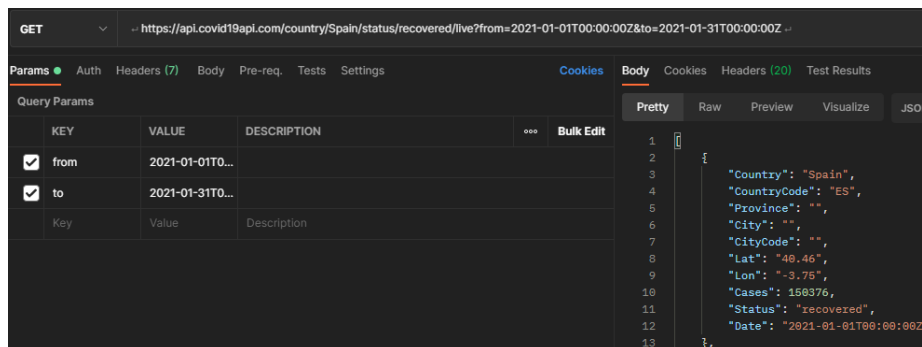 GET https://api.covid19api.com/country/Spain/status/recovered/live?from=2021-01-01T00:00:00Z&to=2021-01-31T00:00:00Z
Params Auth Headers (7) Body Pre-req. Tests Settings Cookies
Query Params
KEY VALUE DESCRIPTION ooo Bulk Edit
from 2021-01-01T0...
to 2021-01-31T0...
Key Value Description
Body Cookies Headers (20) Test Results
Pretty Raw Preview Visualize JSO
1 [
2 {
3 "Country": "Spain",
4 "CountryCode": "ES",
5 "Province": "",
6 "City": "",
7 "CityCode": "",
8 "Lat": "40.46",
9 "Lon": "-3.75",
10 "Cases": 150376,
11 "Status": "recovered",
12 "Date": "2021-01-01T00:00:00Z
13 },